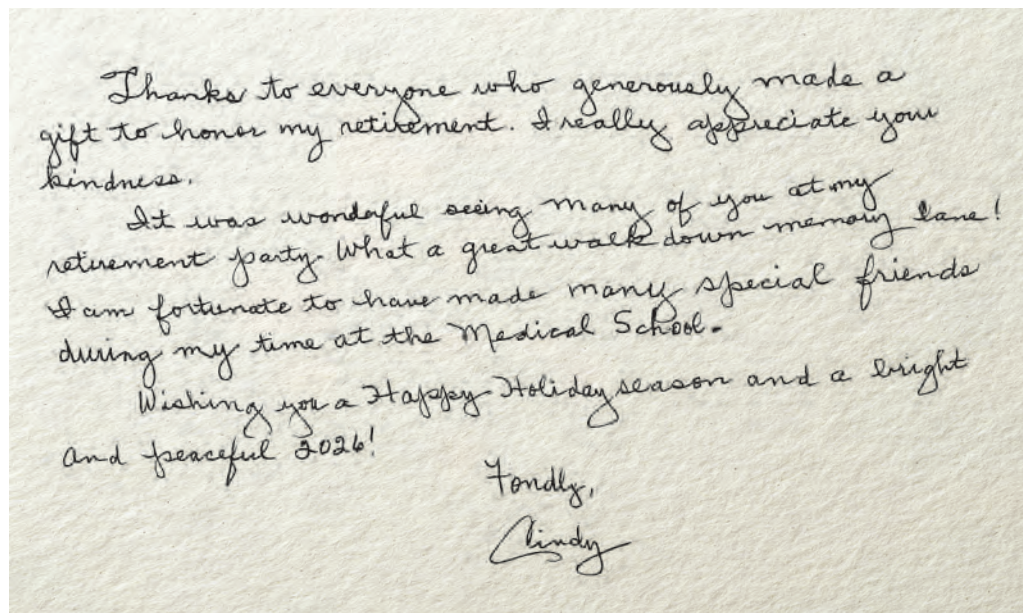 Thanks to everyone who generously made a
gift to honor my retirement. I really appreciate your
kindness.
It was wonderful seeing many of you at my
retirement party. What a great walk down memory lane!
I am fortunate to have made many special friends
during my time at the Medical School.
Wishing you a Happy Holiday season and a bright
and peaceful 2026!
Fondly,
Cindy